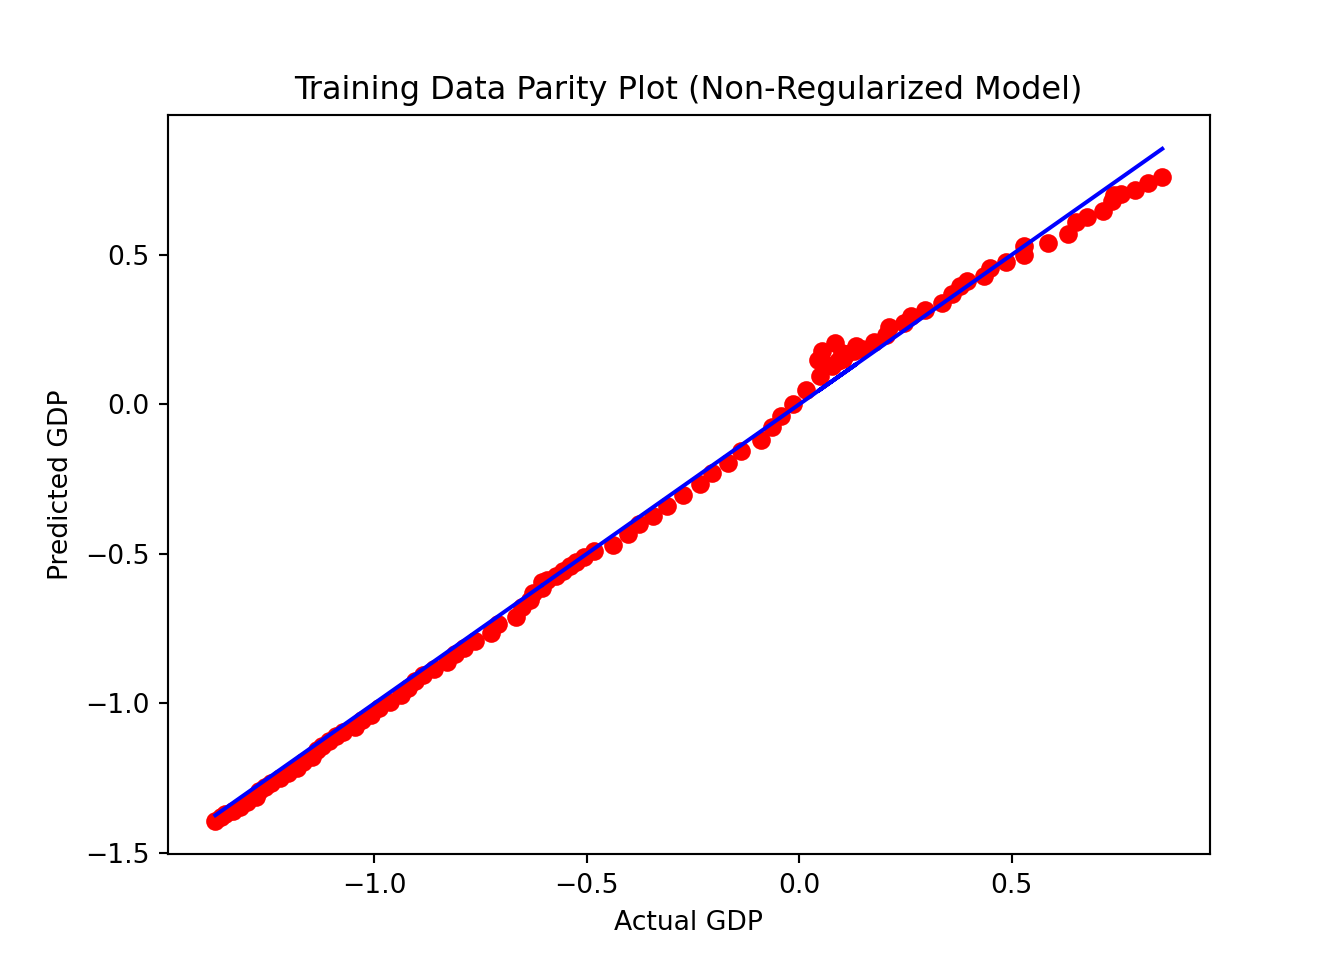 Training Data Parity Plot (Non-Regularized Model)
0.5
0.0
−0.5
−1.0
−1.5
Predicted GDP
−1.0 −0.5 0.0 0.5
Actual GDP